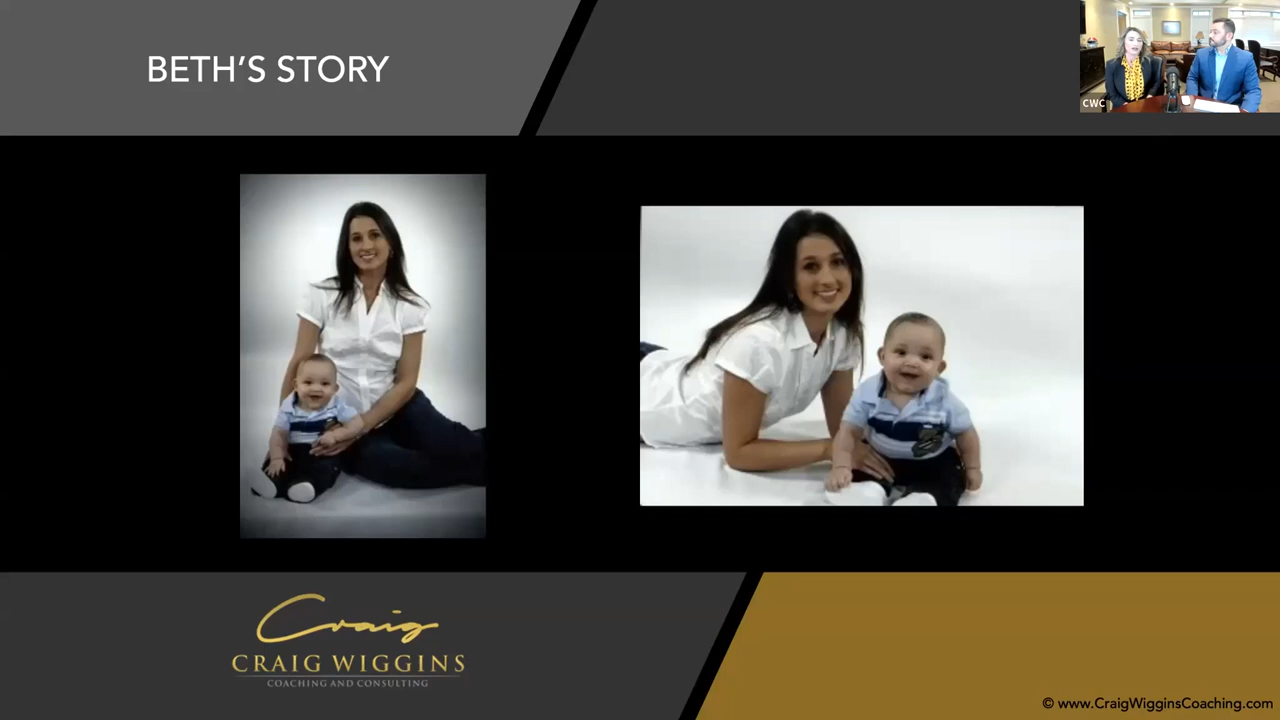 BETH'S STORY
CWC
Craig
CRAIG WIGGINS
COACHING AND CONSULTING
© www.CraigWigginsCoaching.com